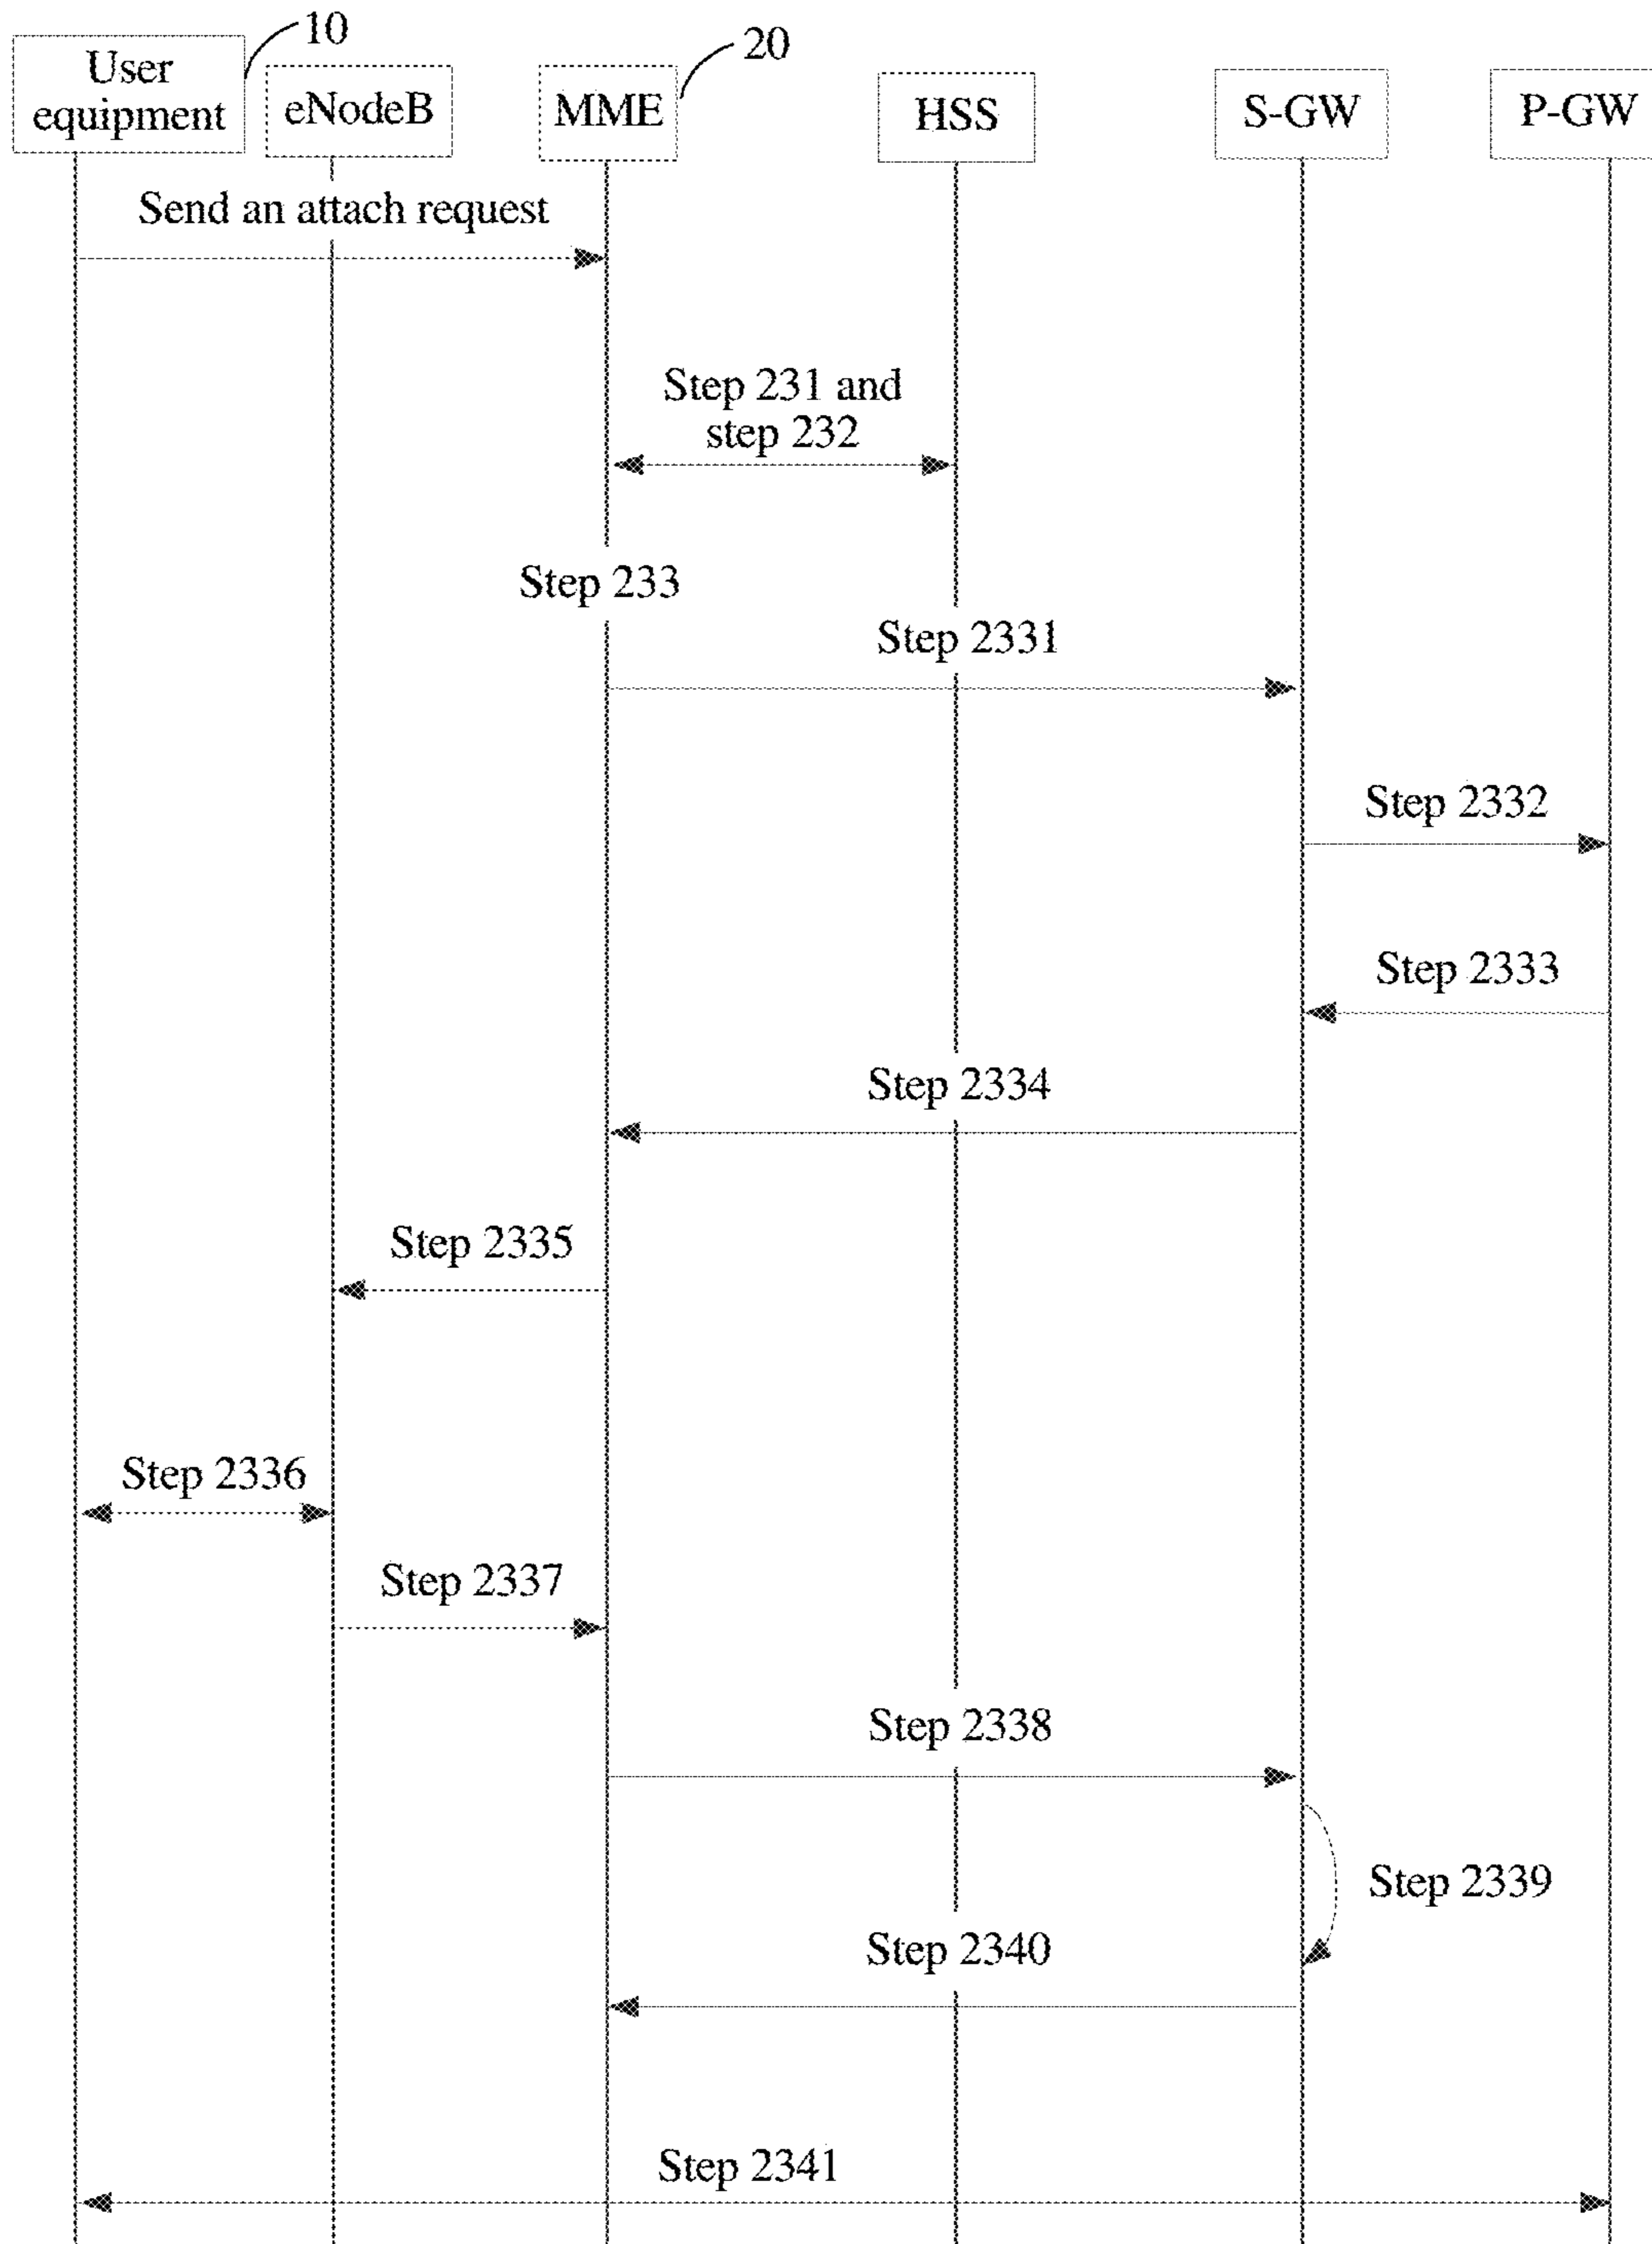 10
20
User
equipment
eNodeB
MME
HSS
S-GW
P-GW
Send an attach request
Step 231 and
step 232
Step 233
Step 2331
Step 2332
Step 2333
Step 2334
Step 2335
Step 2336
Step 2337
Step 2338
Step 2339
Step 2340
Step 2341